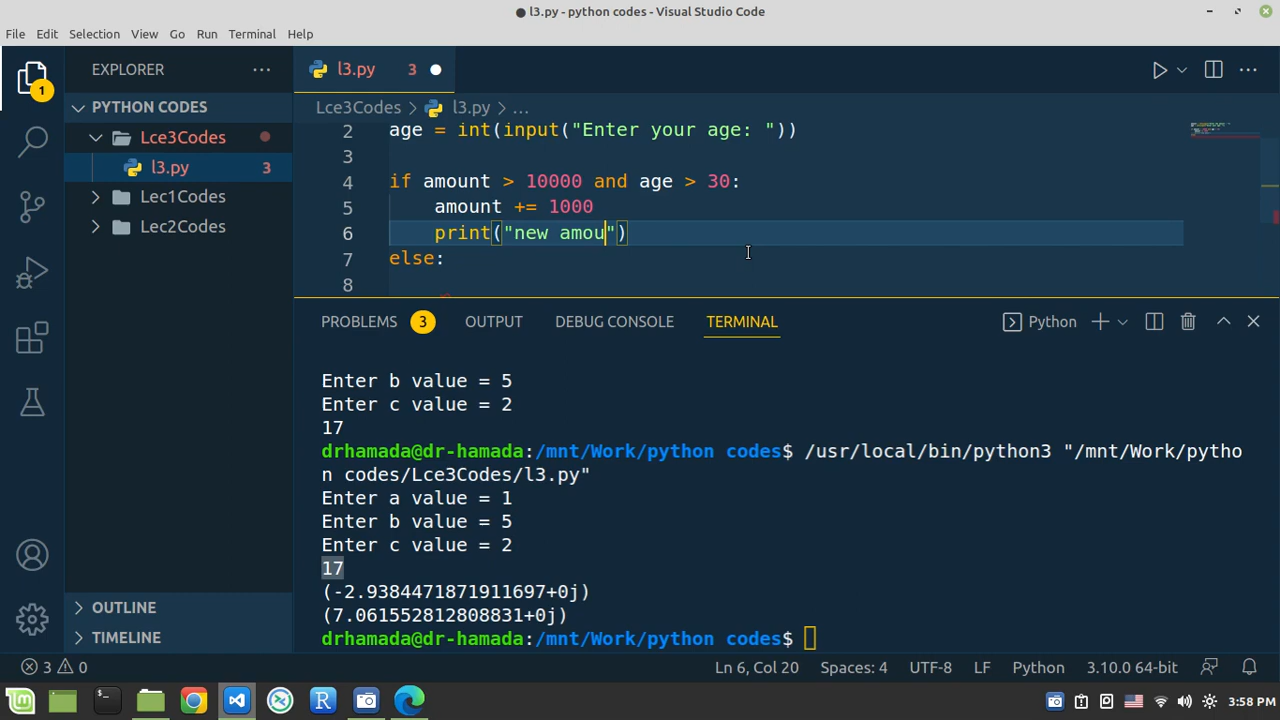 ● l3.py - python codes - Visual Studio Code
File Edit Selection View Go Run Terminal Help
EXPLORER
l3.py 3
PYTHON CODES
Lce3Codes
l3.py 3
Lec1Codes
Lec2Codes
OUTLINE
TIMELINE
1
Lce3Codes > l3.py > ...
2 age = int(input("Enter your age: "))
3
4 if amount > 10000 and age > 30:
5 amount += 1000
6 print("new amou")
7 else:
8
PROBLEMS 3 OUTPUT DEBUG CONSOLE TERMINAL Python
Enter b value = 5
Enter c value = 2
17
drhamada@dr-hamada:/mnt/Work/python codes$ /usr/local/bin/python3 "/mnt/Work/pytho
n codes/Lce3Codes/l3.py"
Enter a value = 1
Enter b value = 5
Enter c value = 2
17
(-2.9384471871911697+0j)
(7.061552812808831+0j)
drhamada@dr-hamada:/mnt/Work/python codes$
3 0 Ln 6, Col 20 Spaces: 4 UTF-8 LF Python 3.10.0 64-bit
R 3:58 PM